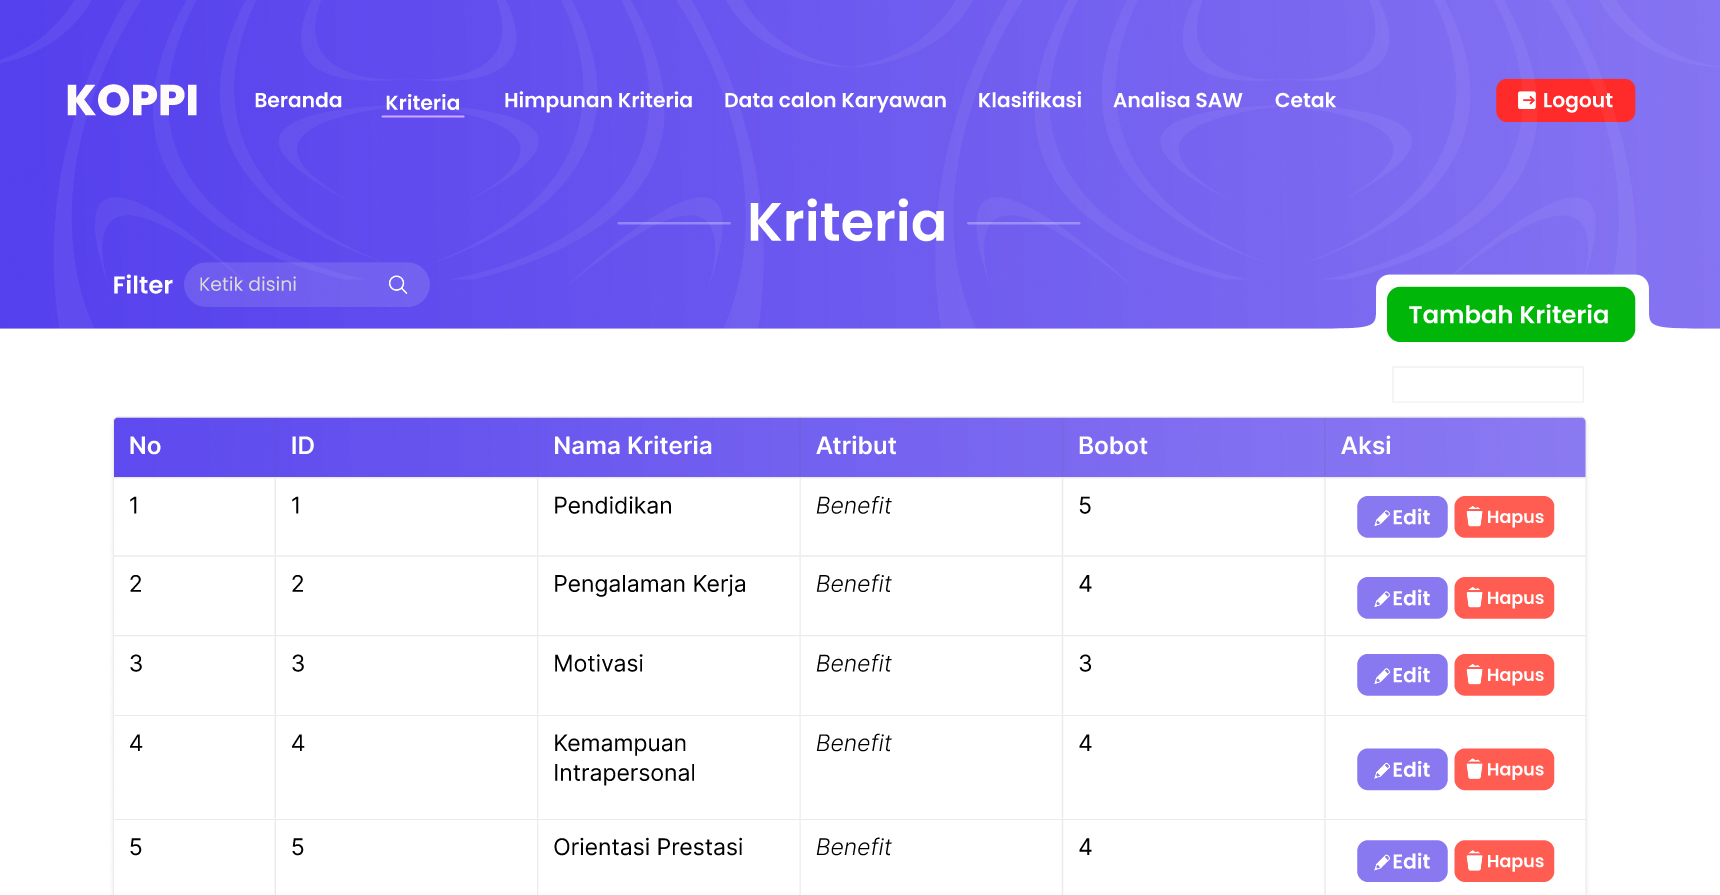 KOPPI
Beranda Kriteria Himpunan Kriteria Data calon Karyawan Klasifikasi Analisa SAW Cetak
Logout
Kriteria
Filter Ketik disini
Tambah Kriteria
No ID Nama Kriteria Atribut Bobot Aksi
1 1 Pendidikan Benefit 5 Edit Hapus
2 2 Pengalaman Kerja Benefit 4 Edit Hapus
3 3 Motivasi Benefit 3 Edit Hapus
4 4 Kemampuan Benefit 4
Intrapersonal Edit Hapus
5 5 Orientasi Prestasi Benefit 4 Edit Hapus